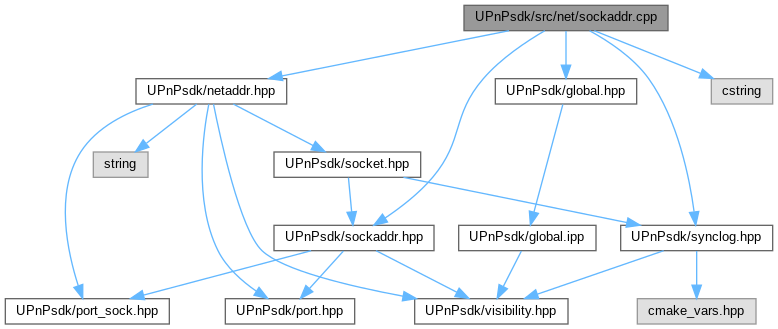 UPnPsdk/src/net/sockaddr.cpp
UPnPsdk/netaddr.hpp
UPnPsdk/global.hpp
cstring
string
UPnPsdk/socket.hpp
UPnPsdk/sockaddr.hpp
UPnPsdk/global.ipp
UPnPsdk/synclog.hpp
UPnPsdk/port_sock.hpp
UPnPsdk/port.hpp
UPnPsdk/visibility.hpp
cmake_vars.hpp